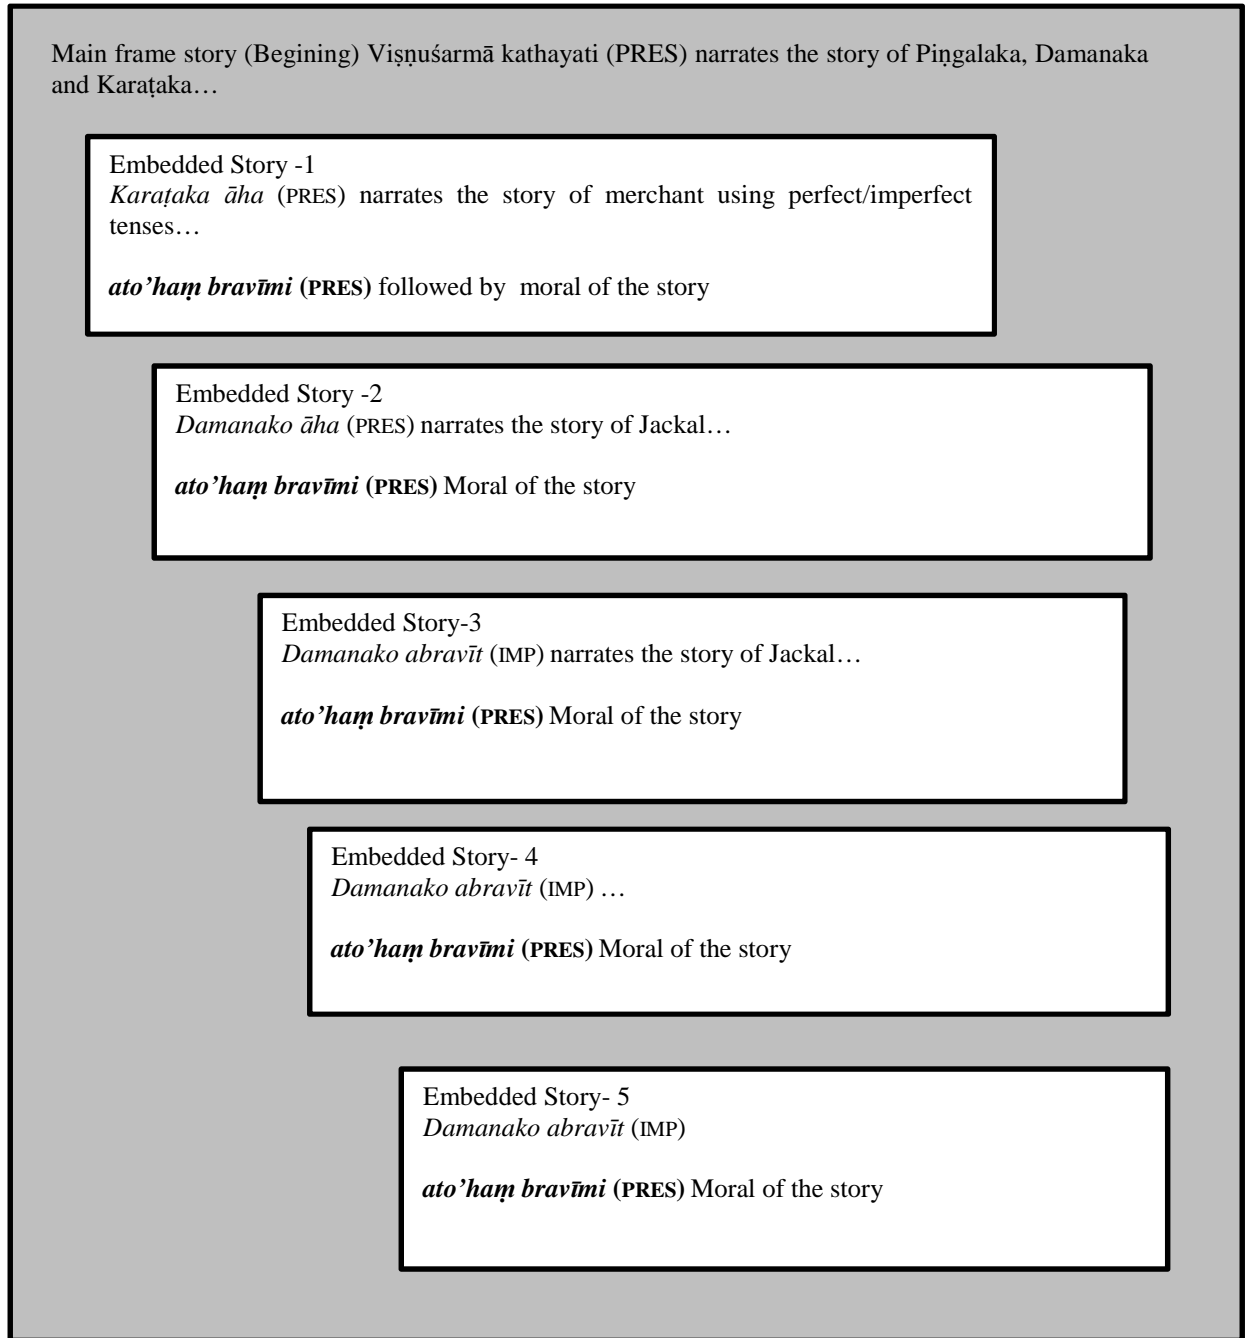 Main frame story (Begining) Viṣṇuśarmā kathayati (PRES) narrates the story of Piṇgalaka, Damanaka
and Karaṭaka…
Embedded Story -1
Karaṭaka āha (PRES) narrates the story of merchant using perfect/imperfect
tenses…
ato’haṃ bravīmi (PRES) followed by moral of the story
Embedded Story -2
Damanako āha (PRES) narrates the story of Jackal…
ato’haṃ bravīmi (PRES) Moral of the story
Embedded Story-3
Damanako abravīt (IMP) narrates the story of Jackal…
ato’haṃ bravīmi (PRES) Moral of the story
Embedded Story- 4
Damanako abravīt (IMP) …
ato’haṃ bravīmi (PRES) Moral of the story
Embedded Story- 5
Damanako abravīt (IMP)
ato’haṃ bravīmi (PRES) Moral of the story